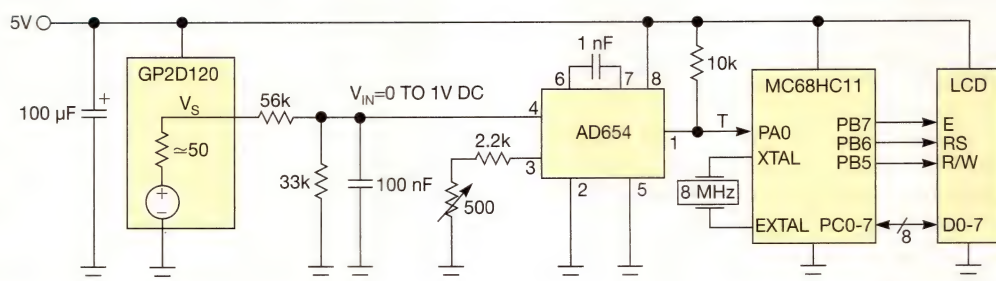 5V
100 µF
+
GP2D120
VS
≃50
+
−
56k
33k
VIN=0 TO 1V DC
100 nF
2.2k
500
1 nF
6
7
8
4
3
AD654
1
2
5
10k
T
8 MHz
MC68HC11
PA0
XTAL
EXTAL
PB7
PB6
PB5
PC0-7
8
LCD
E
RS
R/W
D0-7